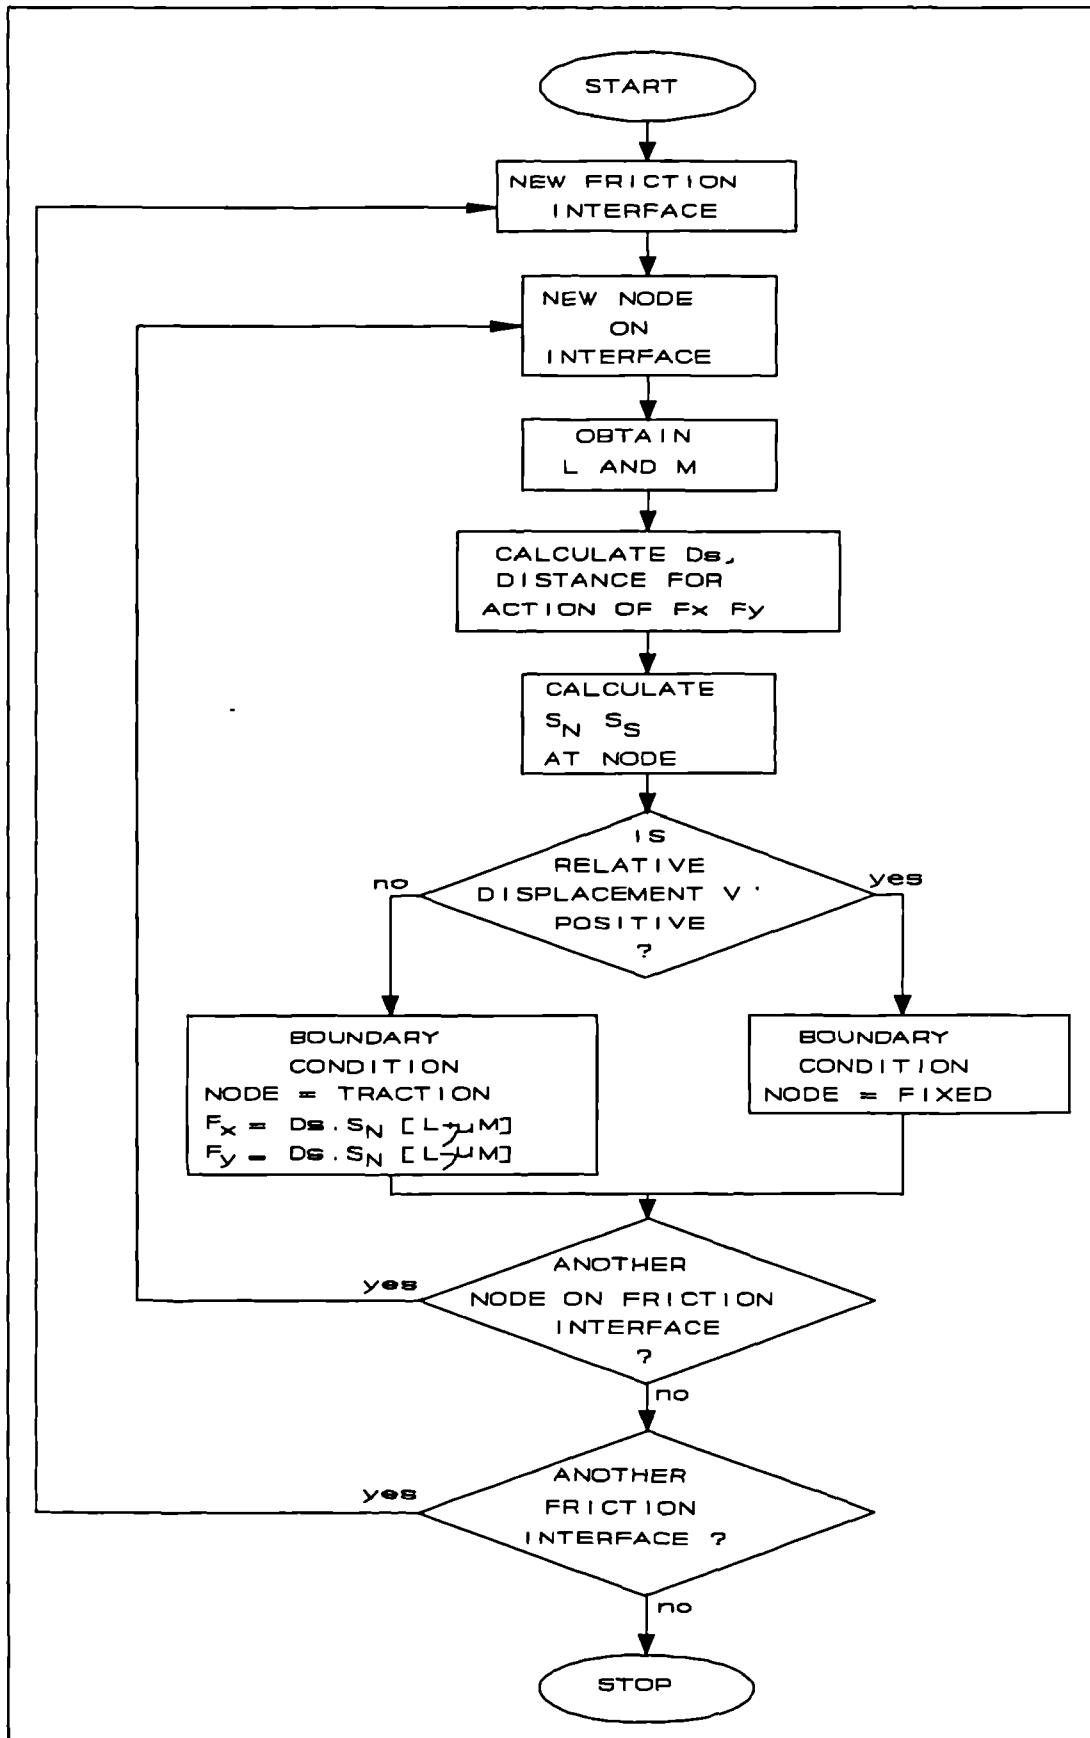 START
NEW FRICTION
INTERFACE
NEW NODE
ON
INTERFACE
OBTAIN
L AND M
CALCULATE Ds,
DISTANCE FOR
ACTION OF Fx Fy
CALCULATE
SN SS
AT NODE
IS
RELATIVE
DISPLACEMENT V'
POSITIVE
?
no
yes
BOUNDARY
CONDITION
NODE = TRACTION
Fx = Ds.SN [L+μM]
Fy = Ds.SN [L-μM]
BOUNDARY
CONDITION
NODE = FIXED
ANOTHER
NODE ON FRICTION
INTERFACE
?
yes
no
ANOTHER
FRICTION
INTERFACE ?
yes
no
STOP